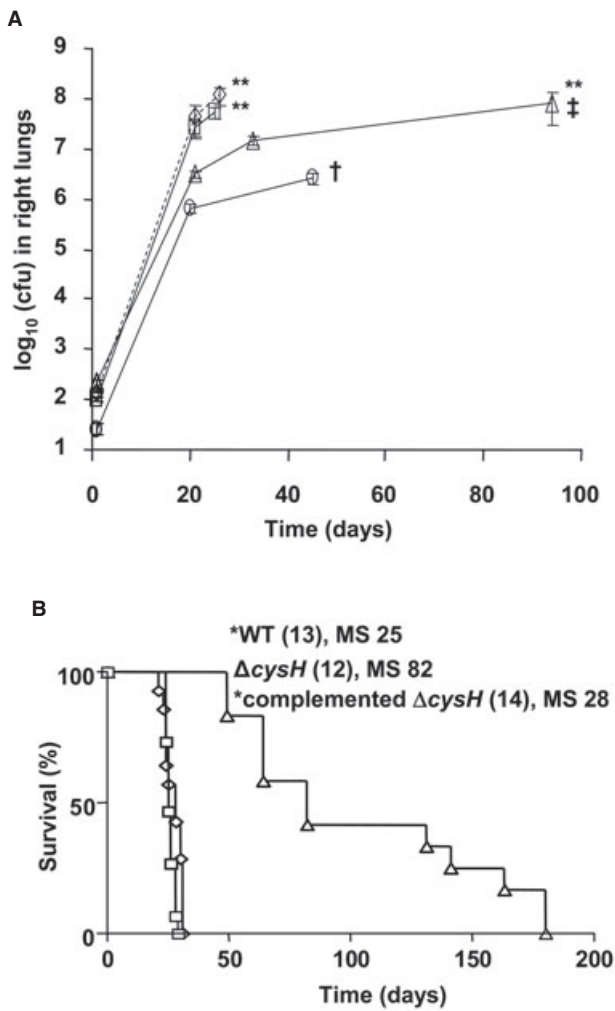 A
9
8
7
6
5
4
3
2
1
log10 (cfu) in right lungs
**
**
**
‡
†
0 20 40 60 80 100
Time (days)
B
*WT (13), MS 25
ΔcysH (12), MS 82
*complemented ΔcysH (14), MS 28
100
50
0
Survival (%)
0 50 100 150 200
Time (days)